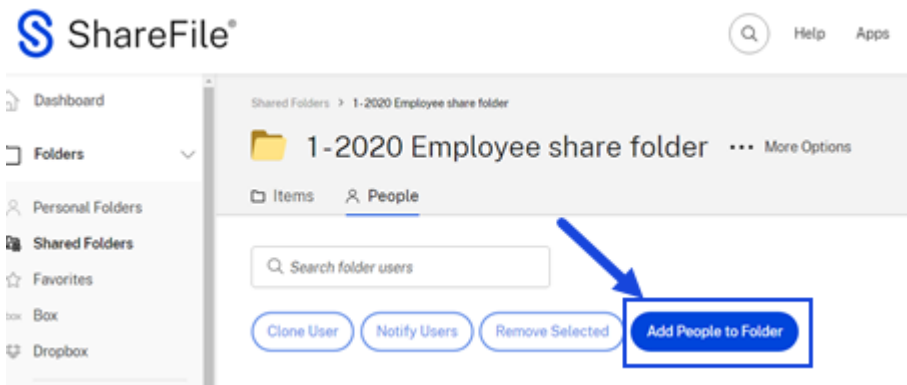 ShareFile®
Help Apps
Dashboard
Folders
Personal Folders
Shared Folders
Favorites
Box
Dropbox
Shared Folders > 1-2020 Employee share folder
1-2020 Employee share folder ••• More Options
Items People
Search folder users
Clone User Notify Users Remove Selected Add People to Folder